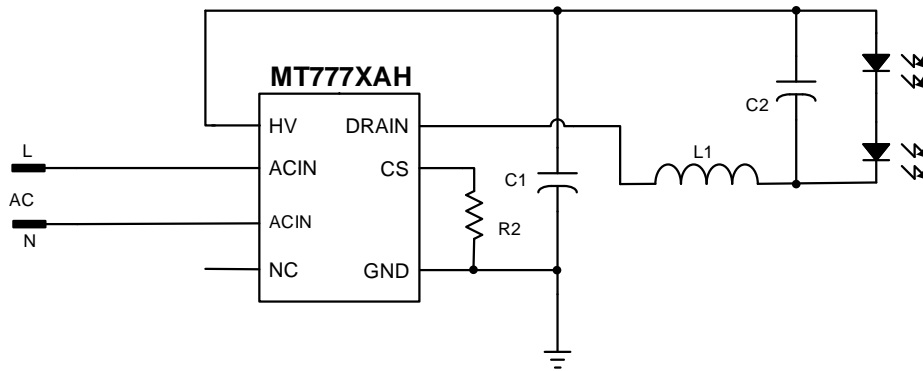 MT777XAH
HV
DRAIN
ACIN
CS
ACIN
NC
GND
L
AC
N
R2
C1
L1
C2